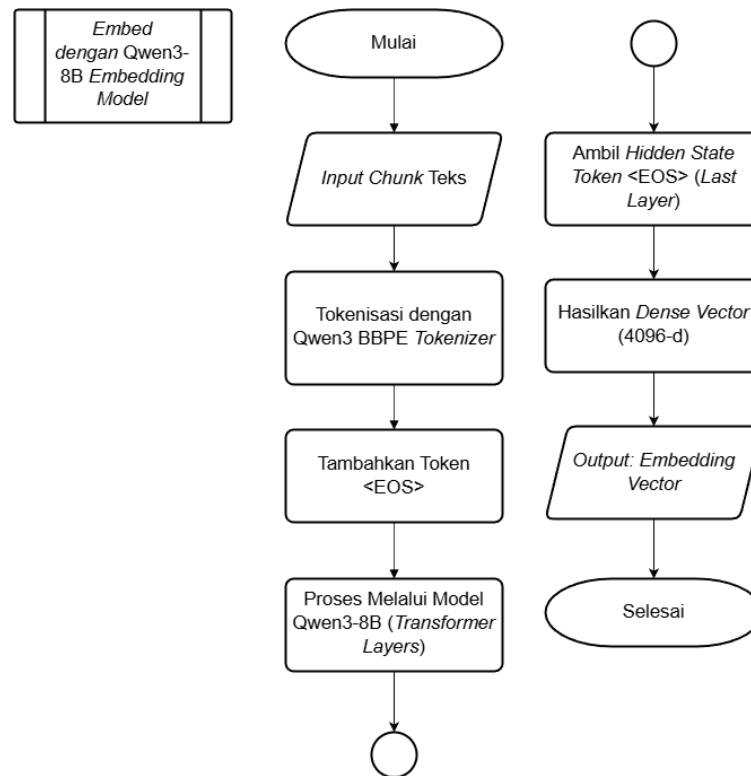 Embed
dengan Qwen3-
8B Embedding
Model
Mulai
Input Chunk Teks
Tokenisasi dengan
Qwen3 BBPE Tokenizer
Tambahkan Token
<EOS>
Proses Melalui Model
Qwen3-8B (Transformer
Layers)
Ambil Hidden State
Token <EOS> (Last
Layer)
Hasilkan Dense Vector
(4096-d)
Output: Embedding
Vector
Selesai